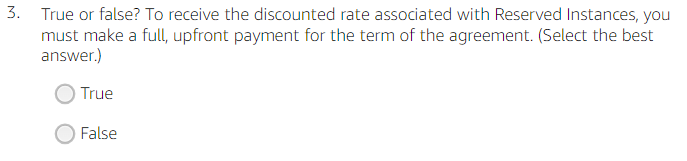 3. True or false? To receive the discounted rate associated with Reserved Instances, you
must make a full, upfront payment for the term of the agreement. (Select the best
answer.)
True
False